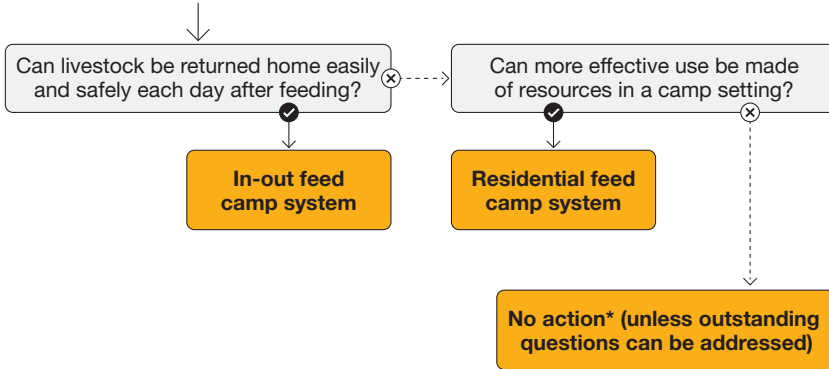 Can livestock be returned home easily
and safely each day after feeding?
Can more effective use be made
of resources in a camp setting?
In-out feed
camp system
Residential feed
camp system
No action* (unless outstanding
questions can be addressed)